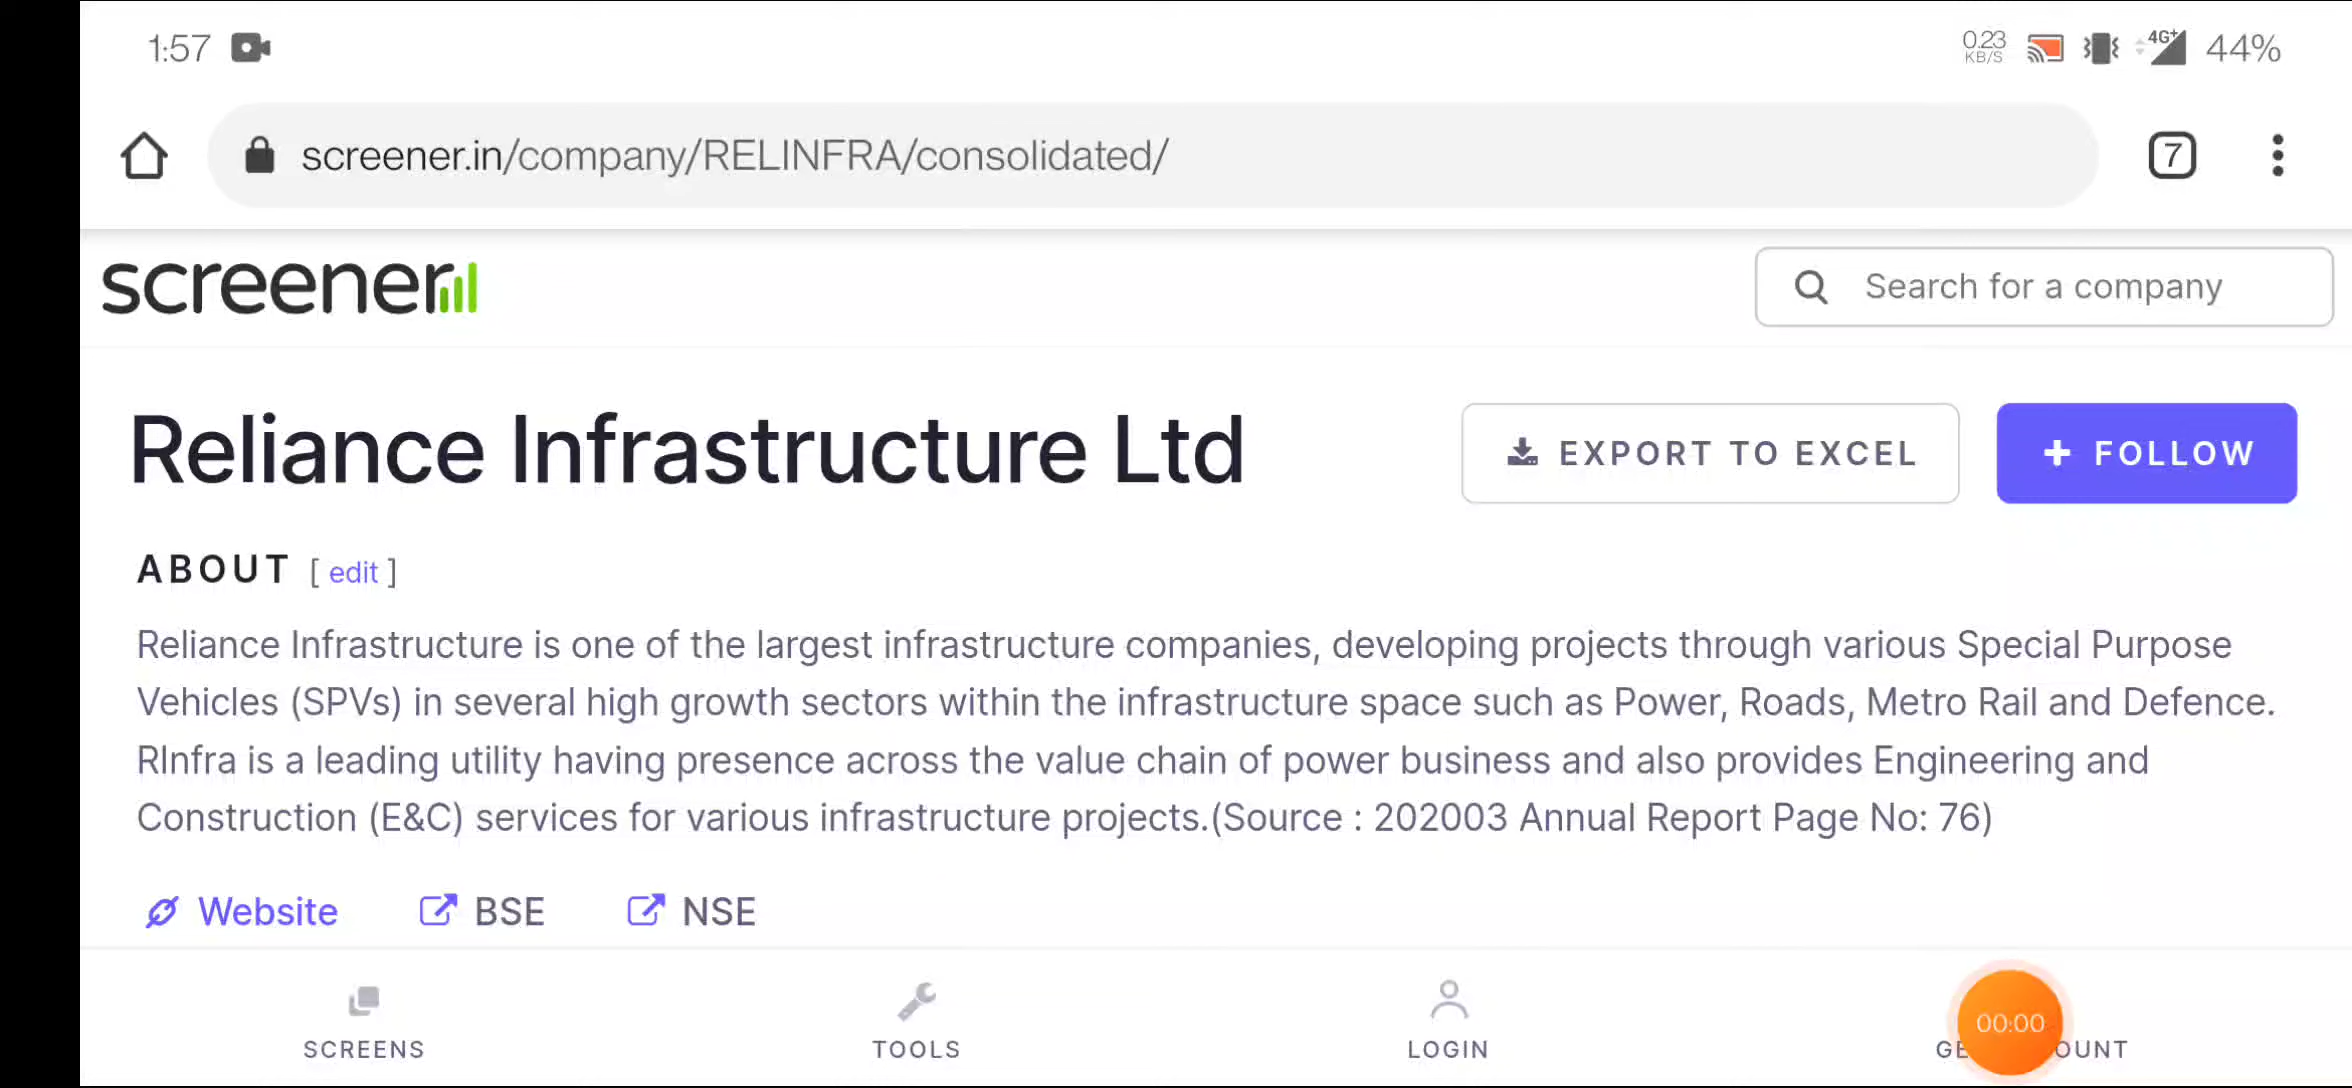 1:57
0.23 KB/S 4G+ 44%
screener.in/company/RELINFRA/consolidated/
7
screener
Search for a company
Reliance Infrastructure Ltd
EXPORT TO EXCEL
+ FOLLOW
ABOUT [ edit ]
Reliance Infrastructure is one of the largest infrastructure companies, developing projects through various Special Purpose
Vehicles (SPVs) in several high growth sectors within the infrastructure space such as Power, Roads, Metro Rail and Defence.
RInfra is a leading utility having presence across the value chain of power business and also provides Engineering and
Construction (E&C) services for various infrastructure projects.(Source : 202003 Annual Report Page No: 76)
Website BSE NSE
00:00
SCREENS TOOLS LOGIN